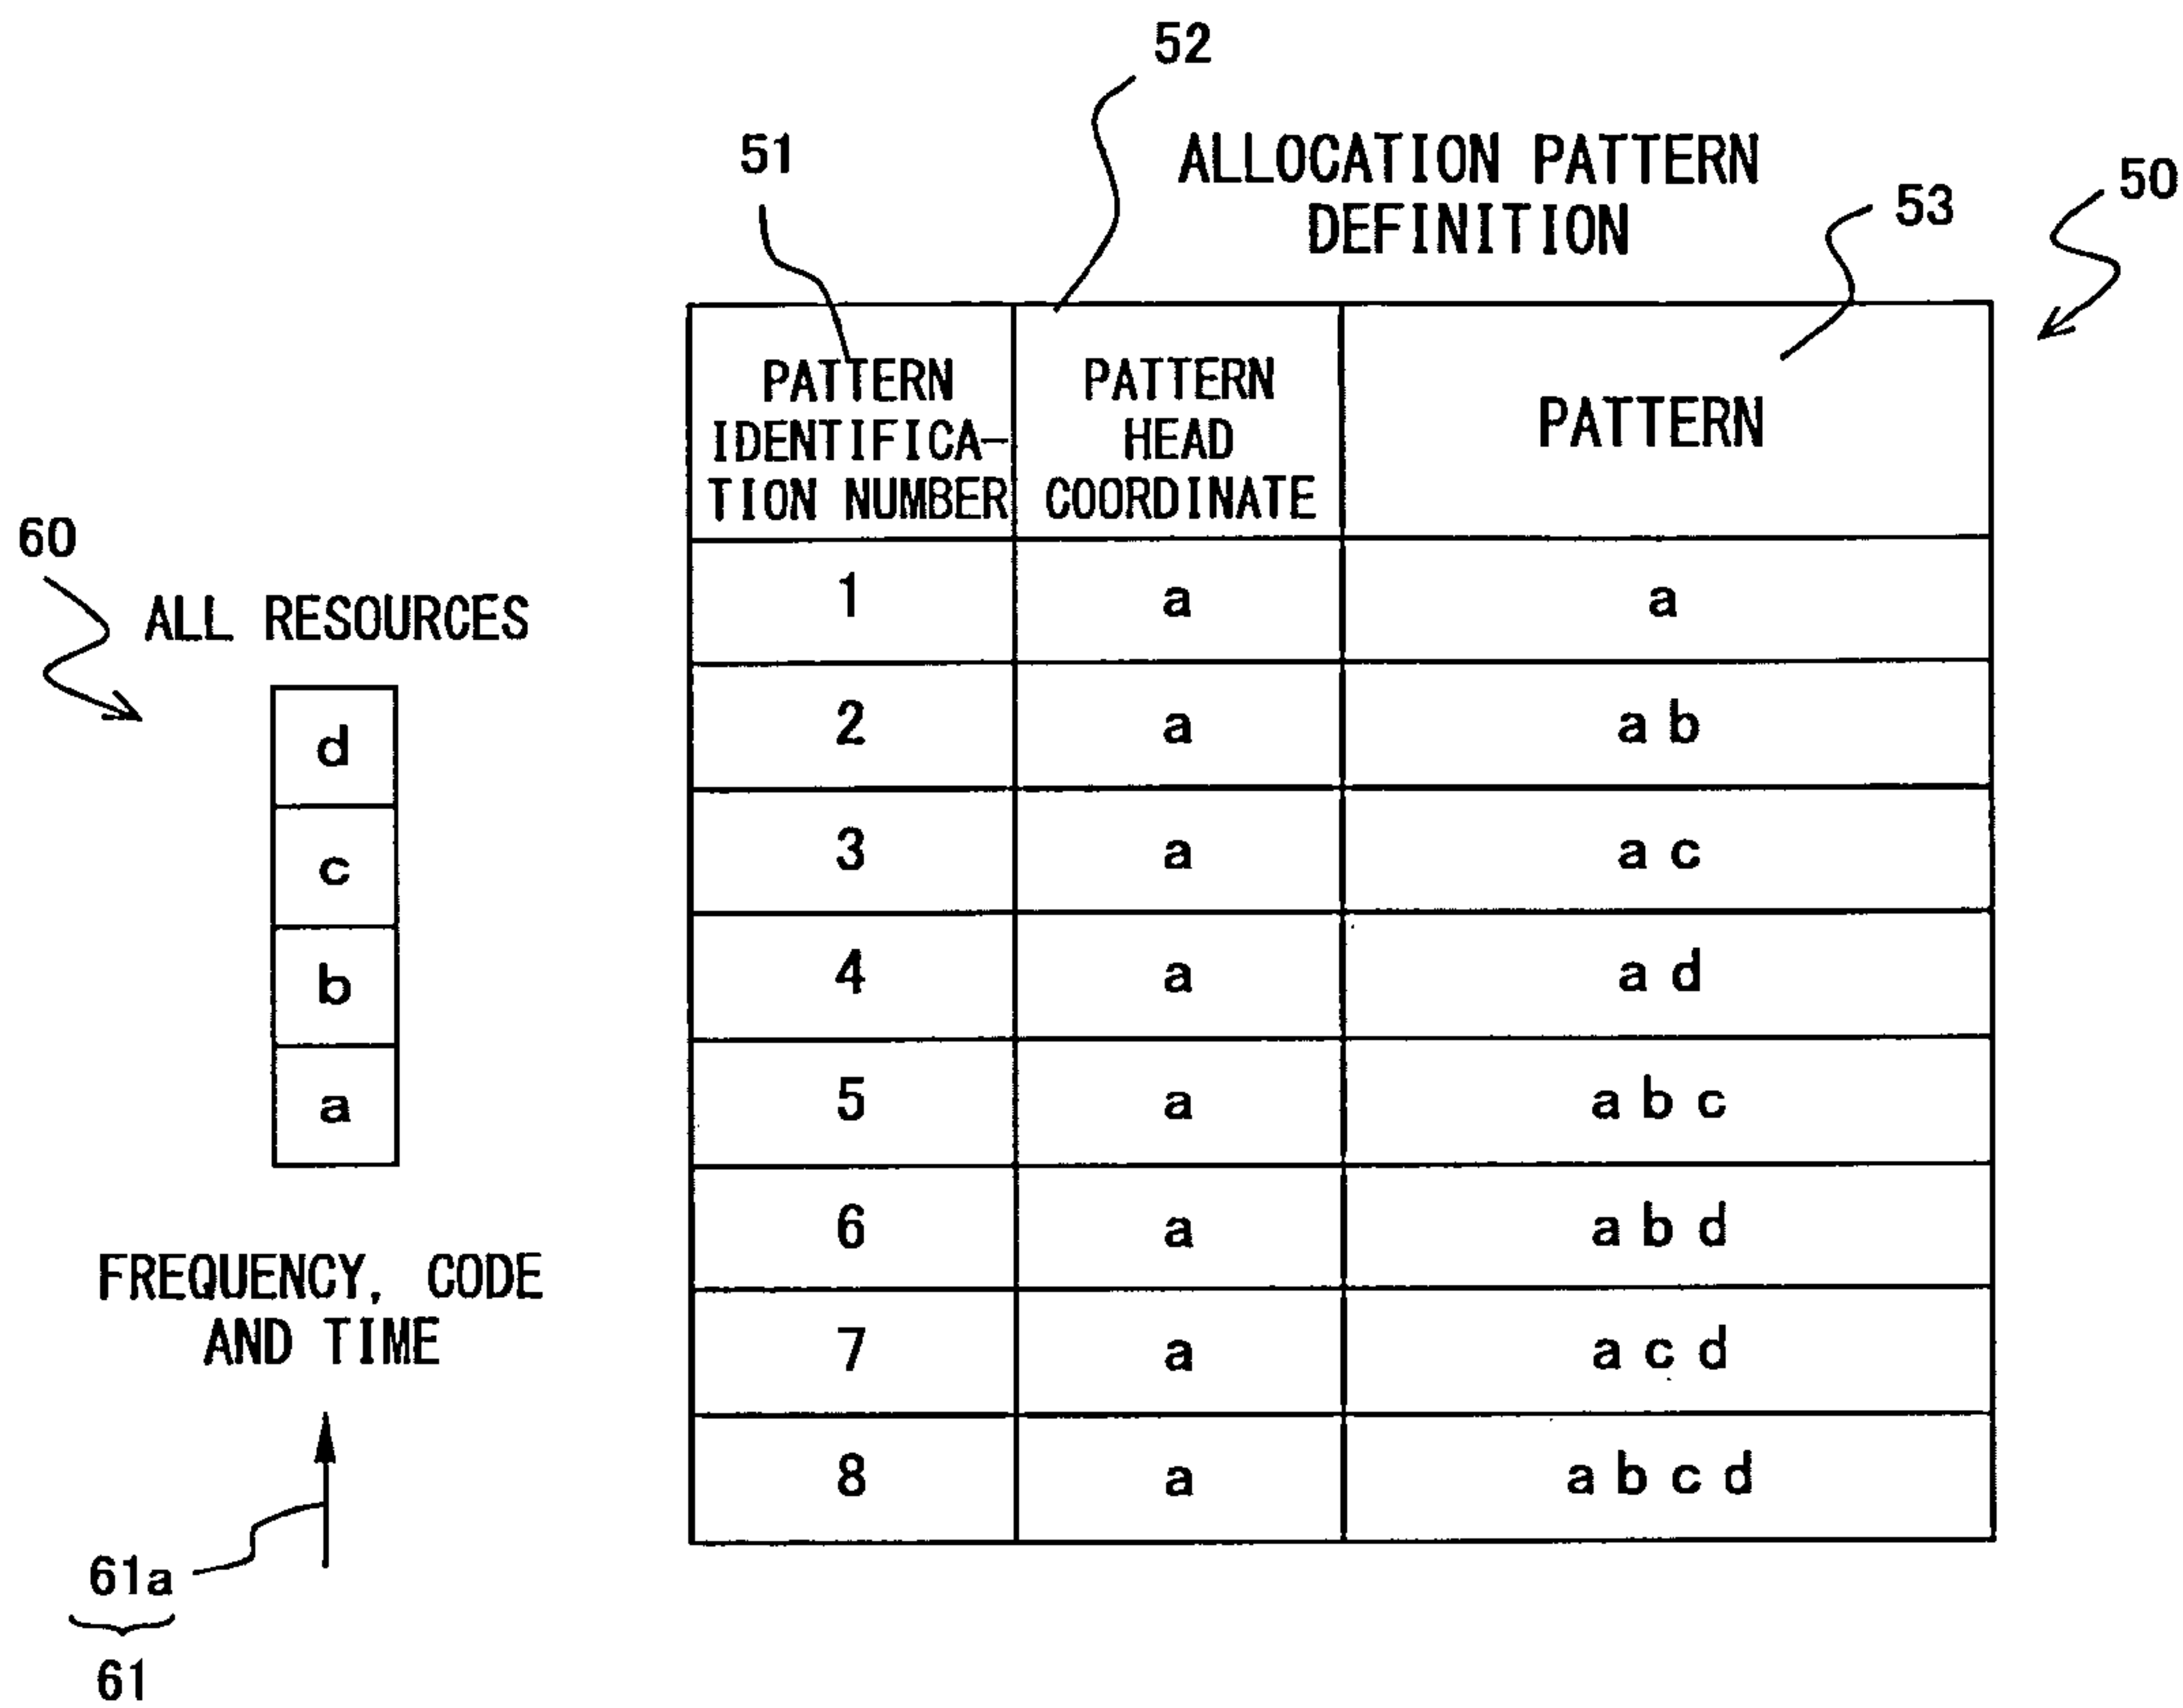 52
51
ALLOCATION PATTERN
DEFINITION
53
50
60
ALL RESOURCES
d
c
b
a
FREQUENCY, CODE
AND TIME
61a
61
PATTERN
IDENTIFICA-
TION NUMBER
PATTERN
HEAD
COORDINATE
PATTERN
1 a a
2 a a b
3 a a c
4 a a d
5 a a b c
6 a a b d
7 a a c d
8 a a b c d